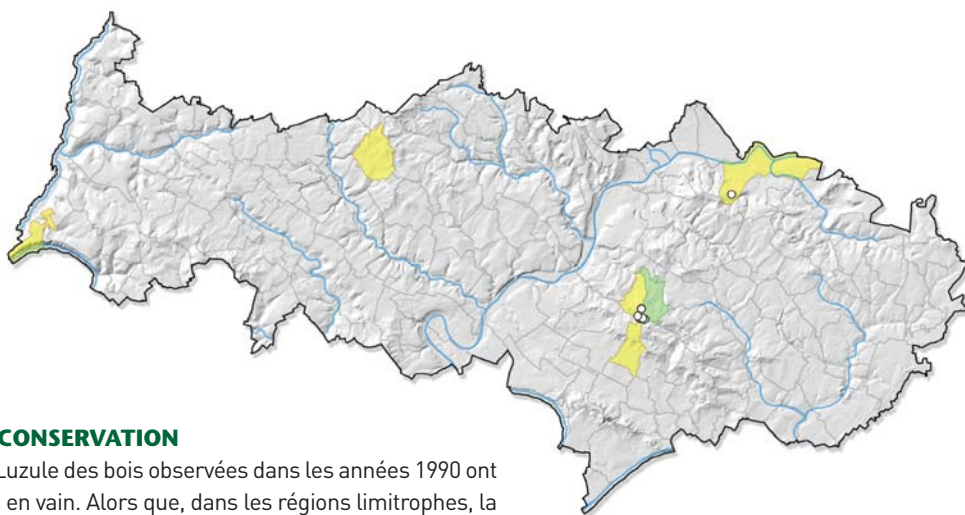 CONSERVATION
Luzule des bois observées dans les années 1990 ont
en vain. Alors que, dans les régions limitrophes, la